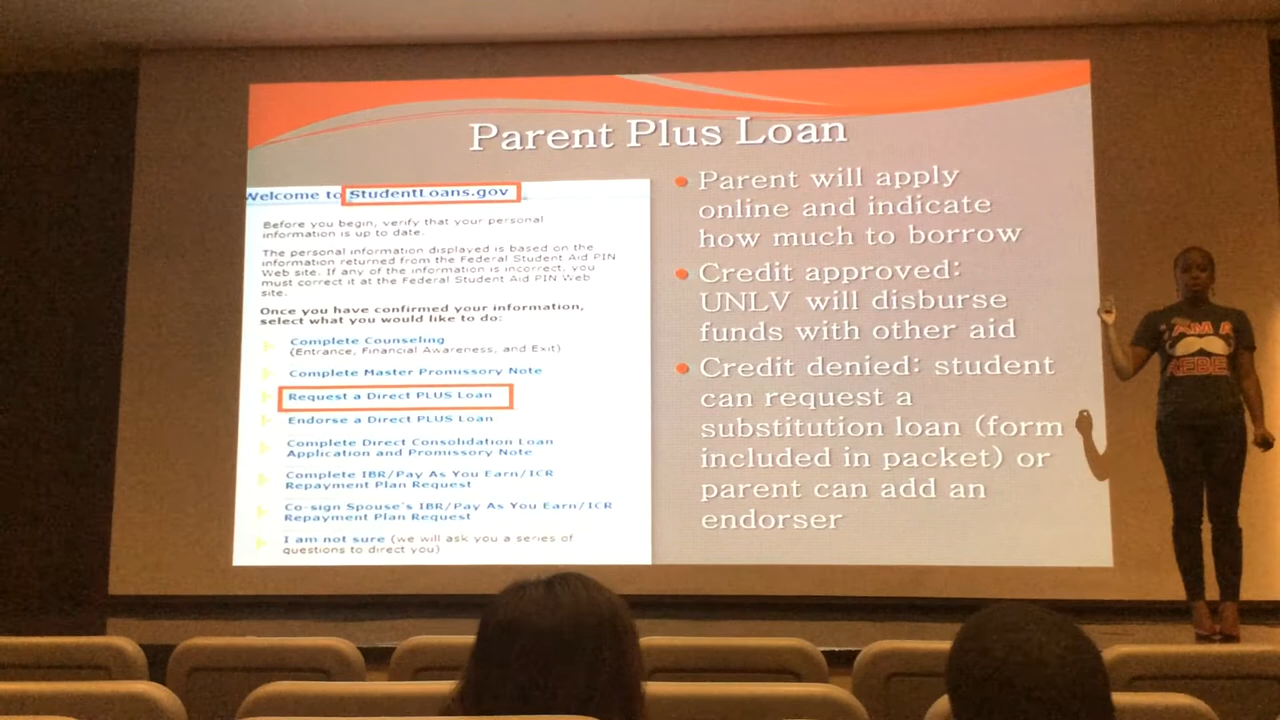 Parent Plus Loan
Welcome to StudentLoans.gov
Before you begin, verify that your personal
information is up to date.
The personal information displayed is based on the
information returned from the Federal Student Aid PIN
Web site. If any of the information is incorrect, you
must correct it at the Federal Student Aid PIN Web
site.
Once you have confirmed your information,
select what you would like to do:
Complete Counseling
(Entrance, Financial Awareness, and Exit)
Complete Master Promissory Note
Request a Direct PLUS Loan
Endorse a Direct PLUS Loan
Complete Direct Consolidation Loan
Application and Promissory Note
Complete IBR/Pay As You Earn/ICR
Repayment Plan Request
Co-sign Spouse's IBR/Pay As You Earn/ICR
Repayment Plan Request
I am not sure (we will ask you a series of
questions to direct you)
• Parent will apply
online and indicate
how much to borrow
• Credit approved:
UNLV will disburse
funds with other aid
• Credit denied: student
can request a
substitution loan (form
included in packet) or
parent can add an
endorser
I AM A
REBEL